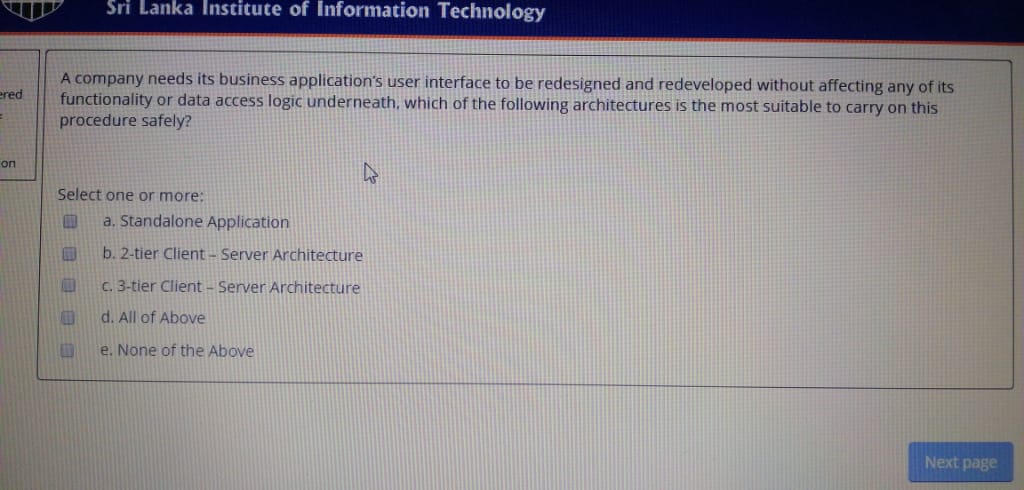 Sri Lanka Institute of Information Technology
ered
on
A company needs its business application's user interface to be redesigned and redeveloped without affecting any of its
functionality or data access logic underneath, which of the following architectures is the most suitable to carry on this
procedure safely?
Select one or more:
a. Standalone Application
b. 2-tier Client – Server Architecture
c. 3-tier Client – Server Architecture
d. All of Above
e. None of the Above
Next page